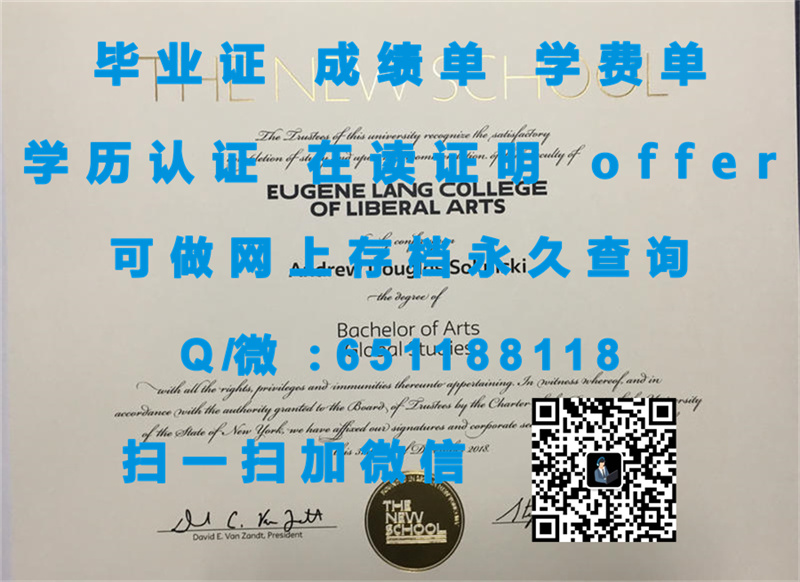 毕业证 成绩单 学费单
THE NEW SCHOOL
The Trustees of this university recognize the satisfactory
学历认证 在读证明 offer
EUGENE LANG COLLEGE
OF LIBERAL ARTS
可做网上存档永久查询
the degree of
Bachelor of Arts
Global Studies
Q/微:651188118
with all the rights, privileges and immunities thereunto appertaining. In witness whereof, and in
accordance with the authority granted to the Board of Trustees by the Charter University
of the State of New York, we have affixed our signatures and corporate
扫一扫加微信
2018.
THE
NEW
SCHOOL
David E. Van Zandt, President